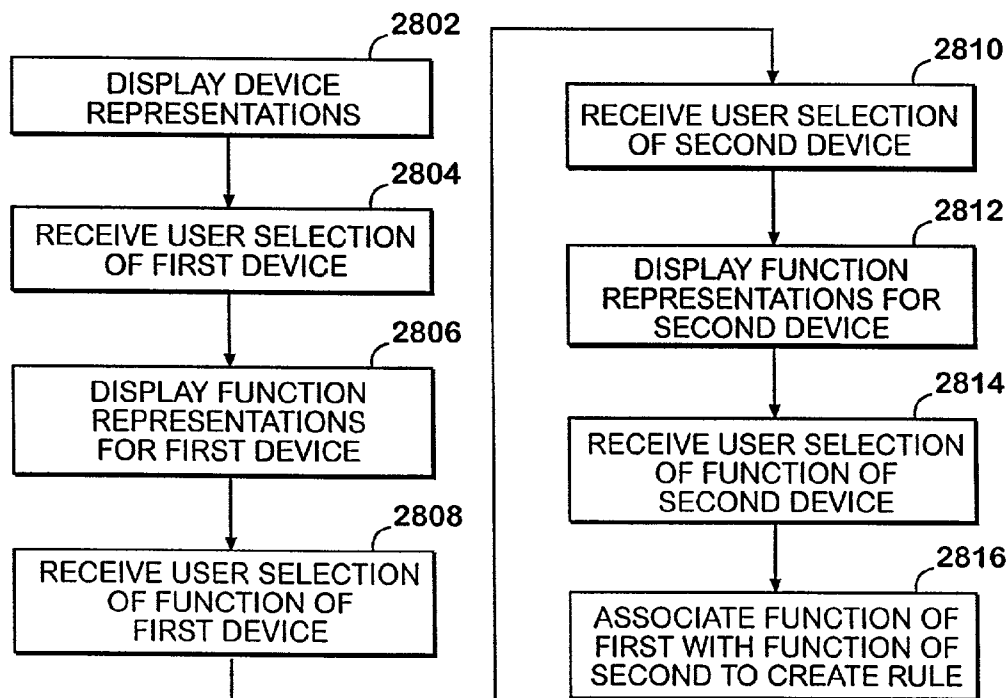 2802
DISPLAY DEVICE
REPRESENTATIONS
2804
RECEIVE USER SELECTION
OF FIRST DEVICE
2806
DISPLAY FUNCTION
REPRESENTATIONS
FOR FIRST DEVICE
2808
RECEIVE USER SELECTION
OF FUNCTION OF
FIRST DEVICE
2810
RECEIVE USER SELECTION
OF SECOND DEVICE
2812
DISPLAY FUNCTION
REPRESENTATIONS FOR
SECOND DEVICE
2814
RECEIVE USER SELECTION
OF FUNCTION OF
SECOND DEVICE
2816
ASSOCIATE FUNCTION OF
FIRST WITH FUNCTION OF
SECOND TO CREATE RULE